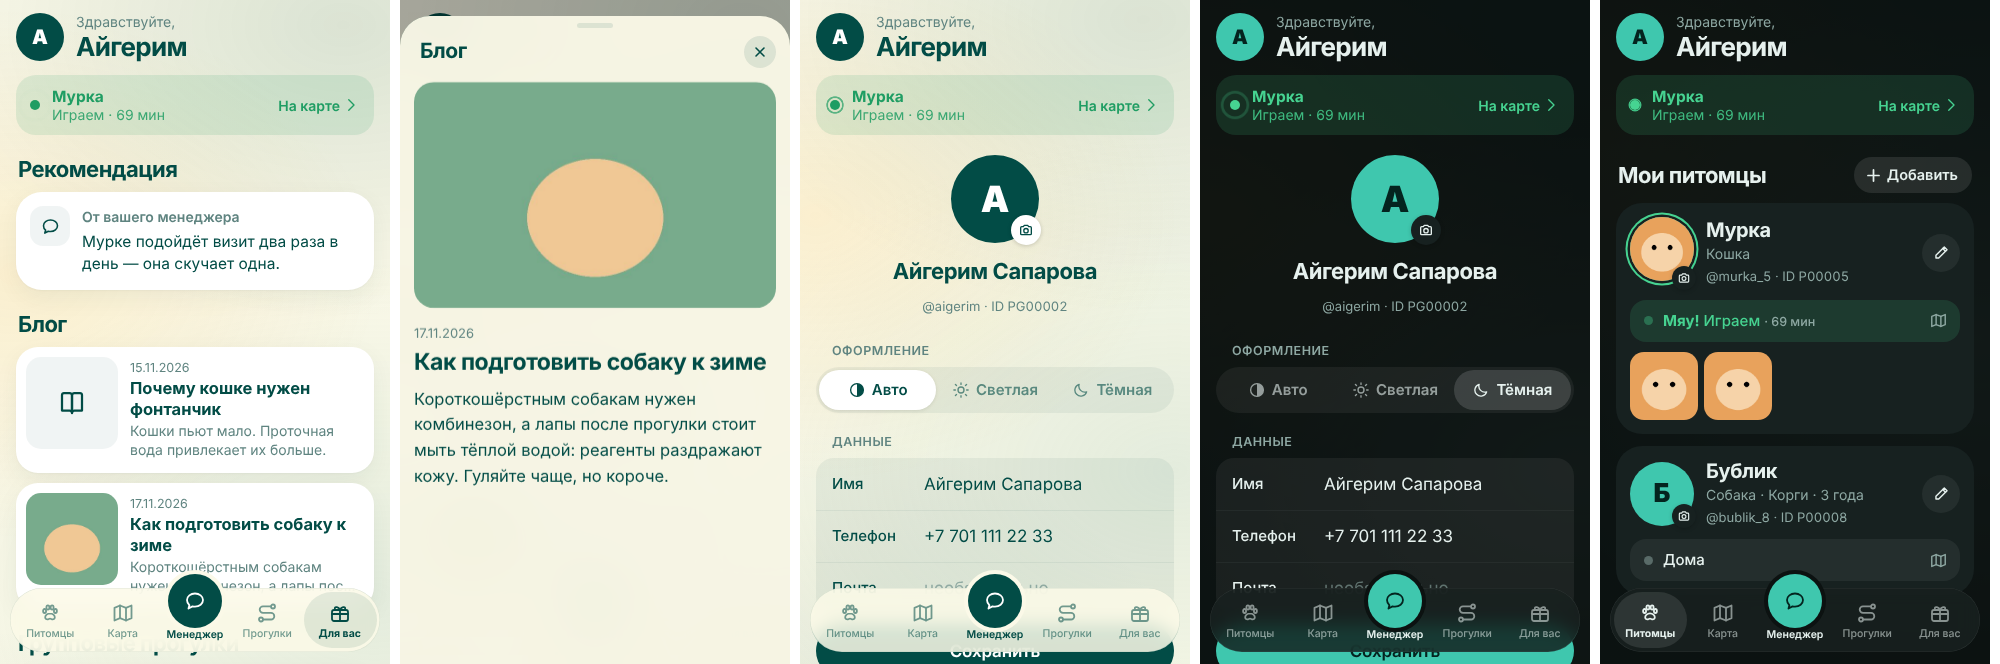 А
Здравствуйте,
Айгерим
Мурка
Играем · 69 мин
На карте
Рекомендация
От вашего менеджера
Мурке подойдёт визит два раза в
день — она скучает одна.
Блог
15.11.2026
Почему кошке нужен
фонтанчик
Кошки пьют мало. Проточная
вода привлекает их больше.
17.11.2026
Как подготовить собаку к
зиме
Короткошёрстным собакам
Питомцы
Карта
Менеджер
Прогулки
Для вас
Блог
17.11.2026
Как подготовить собаку к зиме
Короткошёрстным собакам нужен
комбинезон, а лапы после прогулки стоит
мыть тёплой водой: реагенты раздражают
кожу. Гуляйте чаще, но короче.
А
Здравствуйте,
Айгерим
Мурка
Играем · 69 мин
На карте
А
Айгерим Сапарова
@aigerim · ID PG00002
ОФОРМЛЕНИЕ
Авто
Светлая
Тёмная
ДАННЫЕ
Имя
Айгерим Сапарова
Телефон
+7 701 111 22 33
Почта
Питомцы
Карта
Менеджер
Прогулки
Для вас
Сохранить
А
Здравствуйте,
Айгерим
Мурка
Играем · 69 мин
На карте
А
Айгерим Сапарова
@aigerim · ID PG00002
ОФОРМЛЕНИЕ
Авто
Светлая
Тёмная
ДАННЫЕ
Имя
Айгерим Сапарова
Телефон
+7 701 111 22 33
Почта
Питомцы
Карта
Менеджер
Прогулки
Для вас
Сохранить
А
Здравствуйте,
Айгерим
Мурка
Играем · 69 мин
На карте
Мои питомцы
+ Добавить
Мурка
Кошка
@murka_5 · ID P00005
Мяу! Играем · 69 мин
Б
Бублик
Собака · Корги · 3 года
@bublik_8 · ID P00008
Дома
Питомцы
Карта
Менеджер
Прогулки
Для вас